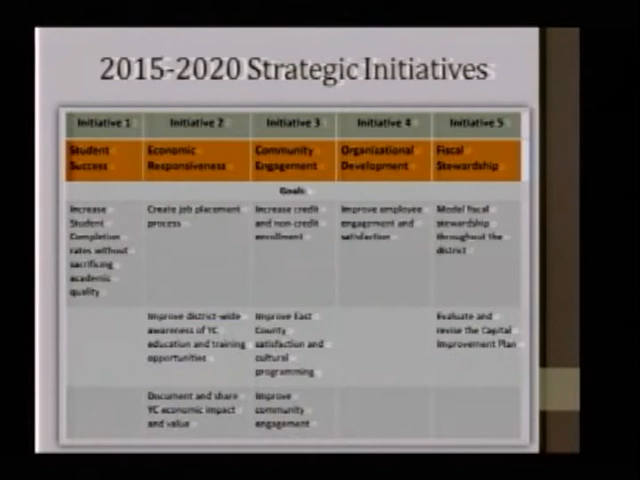 2015-2020 Strategic Initiatives
Initiative 1 Initiative 2 Initiative 3 Initiative 4 Initiative 5
Student Economic Community Organizational Fiscal
Success Responsiveness Engagement Development Stewardship
Goals
Increase Create job placement Increase credit Improve employee Model fiscal
Student process and non-credit engagement and stewardship
Completion enrollment satisfaction throughout the
rates without district
sacrificing
academic
quality
Improve district-wide Improve East Evaluate and
awareness of YC County revise the Capital
education and training satisfaction and Improvement Plan
opportunities cultural
programming
Document and share Improve
YC economic impact community
and value engagement